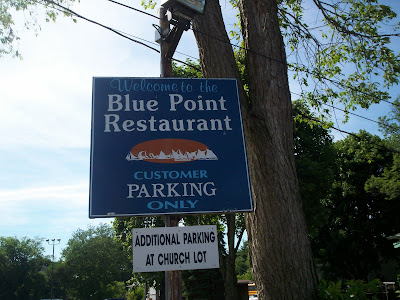 Welcome to the
Blue Point
Restaurant
CUSTOMER
PARKING
ONLY
ADDITIONAL PARKING
AT CHURCH LOT